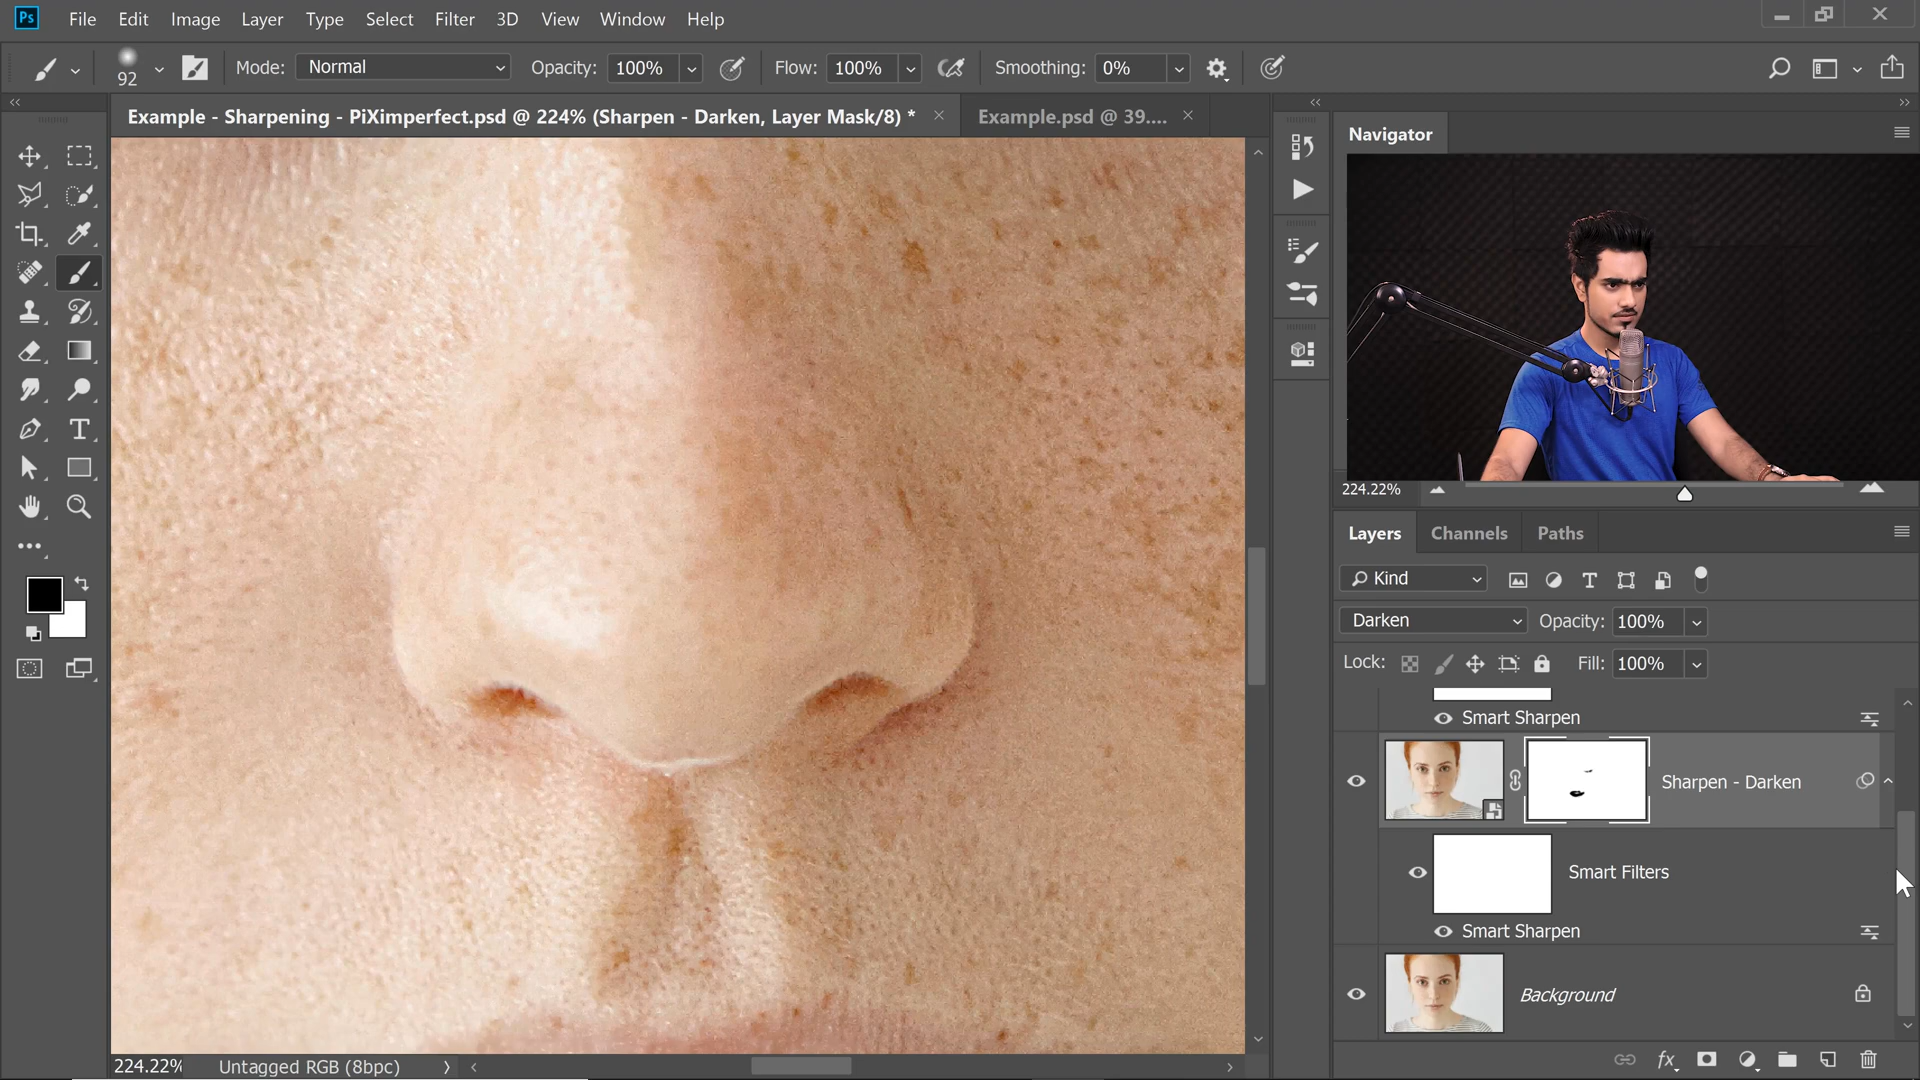 Ps File Edit Image Layer Type Select Filter 3D View Window Help
92 Mode: Normal Opacity: 100% Flow: 100% Smoothing: 0%
Example - Sharpening - PiXimperfect.psd @ 224% (Sharpen - Darken, Layer Mask/8) * Example.psd @ 39....
Navigator
224.22%
Layers Channels Paths
Kind
Darken Opacity: 100%
Lock: Fill: 100%
Smart Sharpen
Sharpen - Darken
Smart Filters
Smart Sharpen
Background
fx
224.22% Untagged RGB (8bpc)